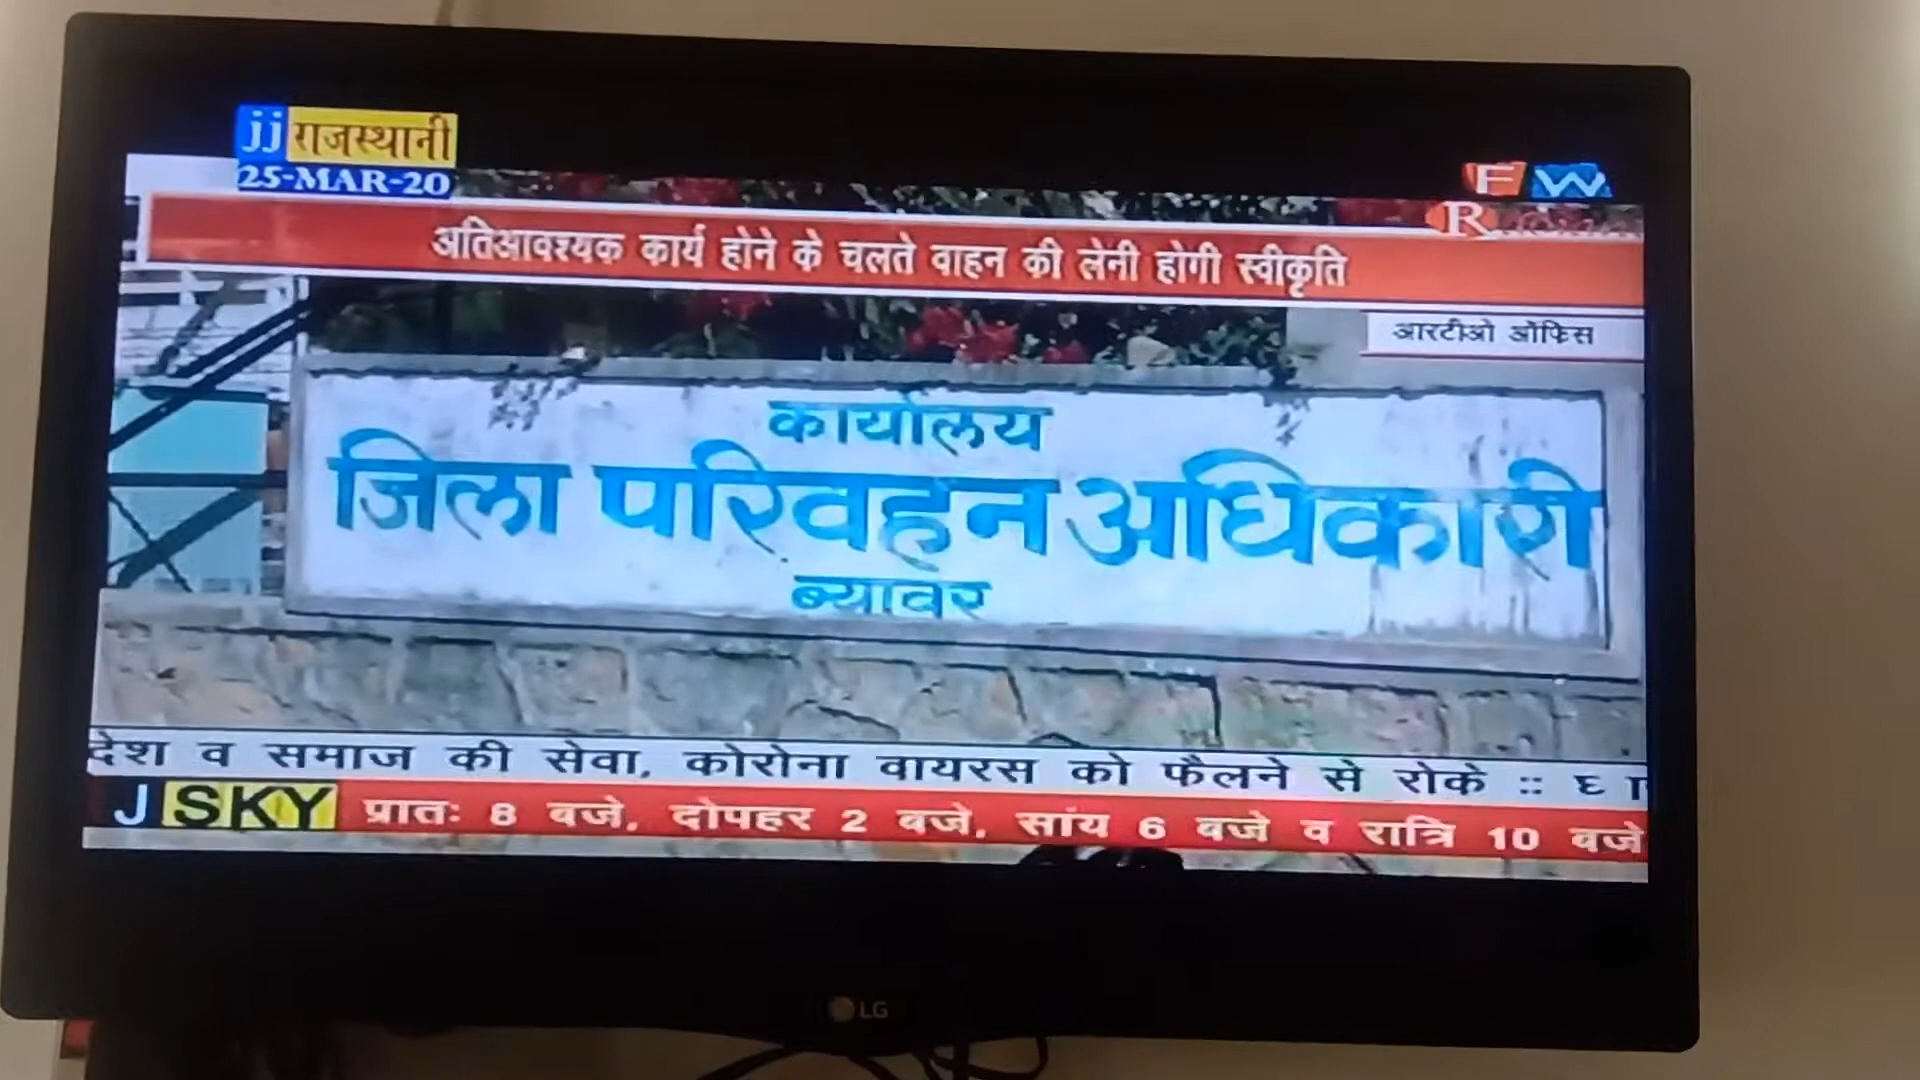 jj राजस्थानी
25-MAR-20
F W
R
अतिआवश्यक कार्य होने के चलते वाहन की लेनी होगी स्वीकृति
आरटीओ ऑफिस
कार्यालय
जिला परिवहन अधिकारी
ब्यावर
देश व समाज की सेवा, कोरोना वायरस को फैलने से रोके ::
J SKY प्रातः 8 बजे, दोपहर 2 बजे, सांय 6 बजे व रात्रि 10 बजे
LG